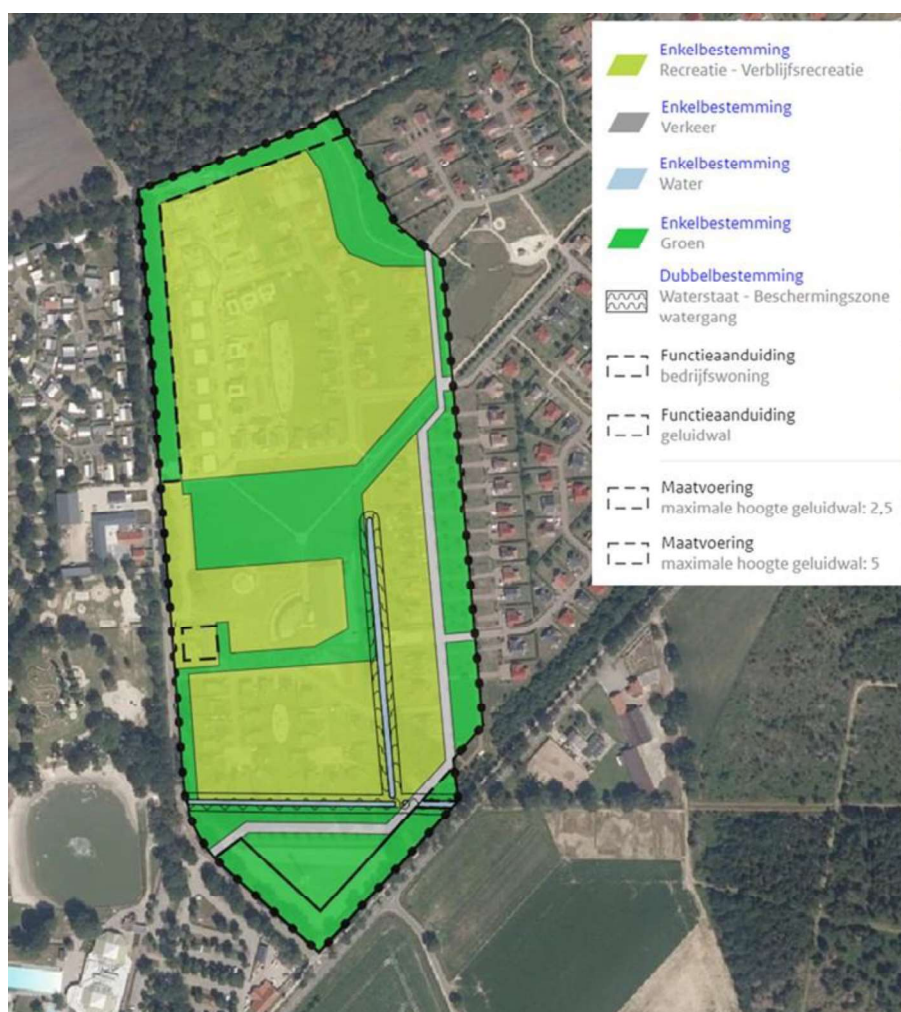 Enkelbestemming
Recreatie - Verblijfsrecreatie
Enkelbestemming
Verkeer
Enkelbestemming
Water
Enkelbestemming
Groen
Dubbelbestemming
Waterstaat - Beschermingszone
watergang
Functieaanduiding
bedrijfswoning
Functieaanduiding
geluidwal
Maatvoering
maximale hoogte geluidwal: 2,5
Maatvoering
maximale hoogte geluidwal: 5